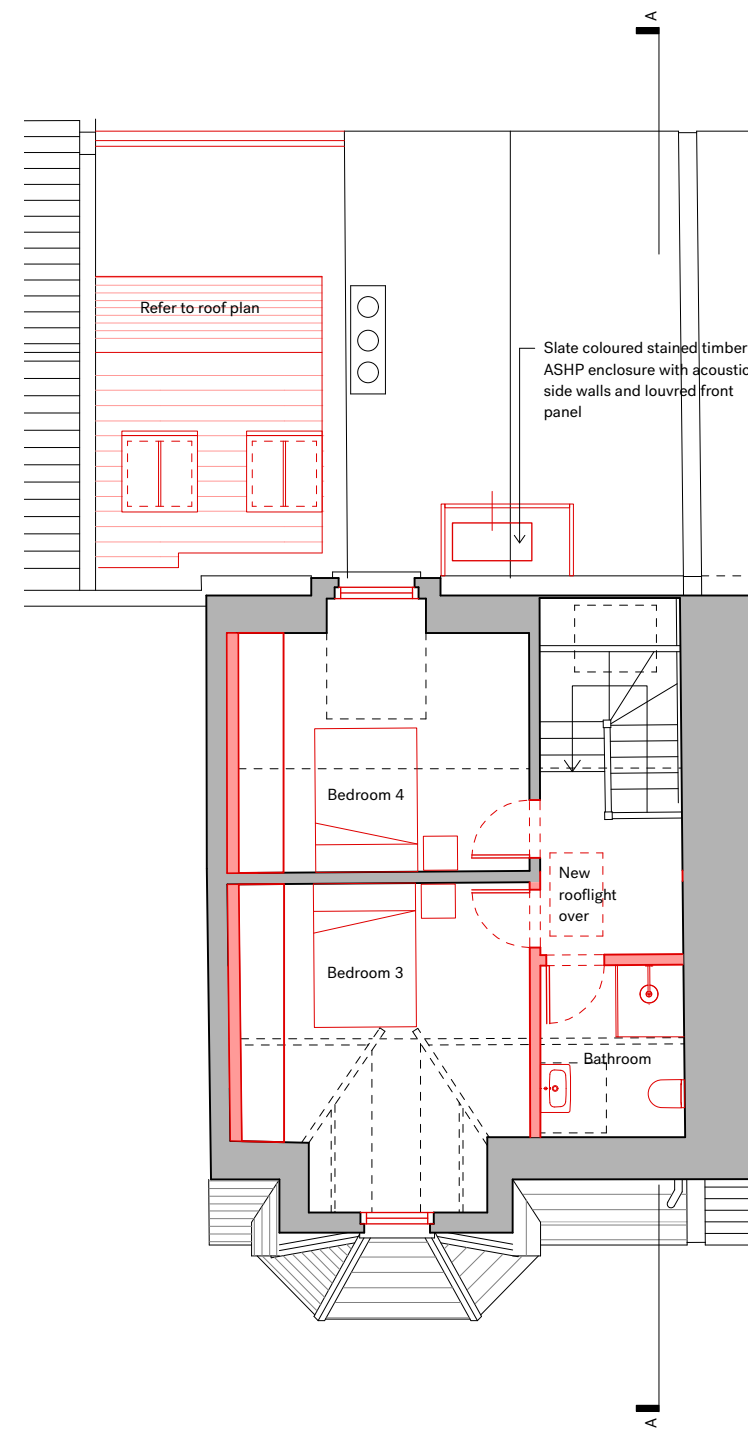 A
Refer to roof plan
Slate coloured stained timber
ASHP enclosure with acoustic
side walls and louvred front
panel
Bedroom 4
New
rooflight
over
Bedroom 3
Bathroom
A